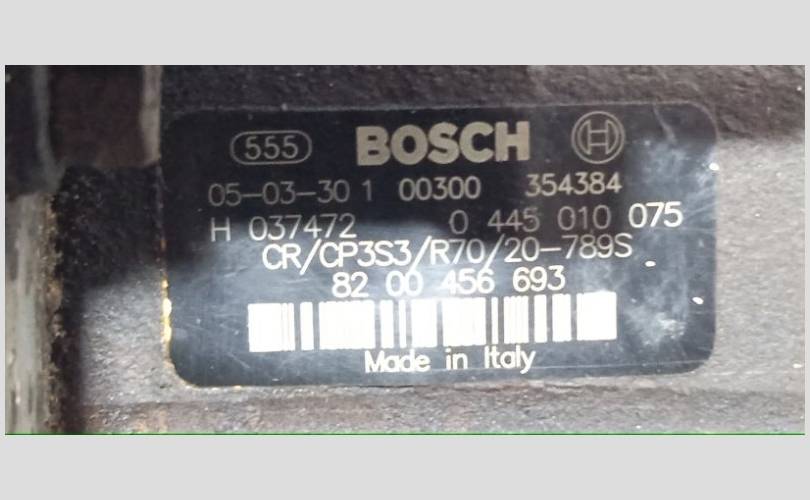 555 BOSCH
05-03-30 1 00300 354384
H 037472 0 445 010 075
CR/CP3S3/R70/20-789S
82 00 456 693
Made in Italy